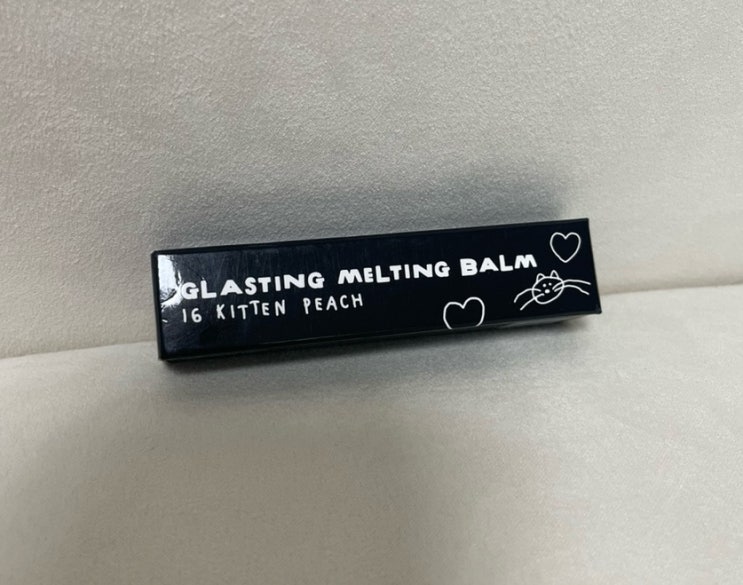 GLASTING MELTING BALM
16 KITTEN PEACH